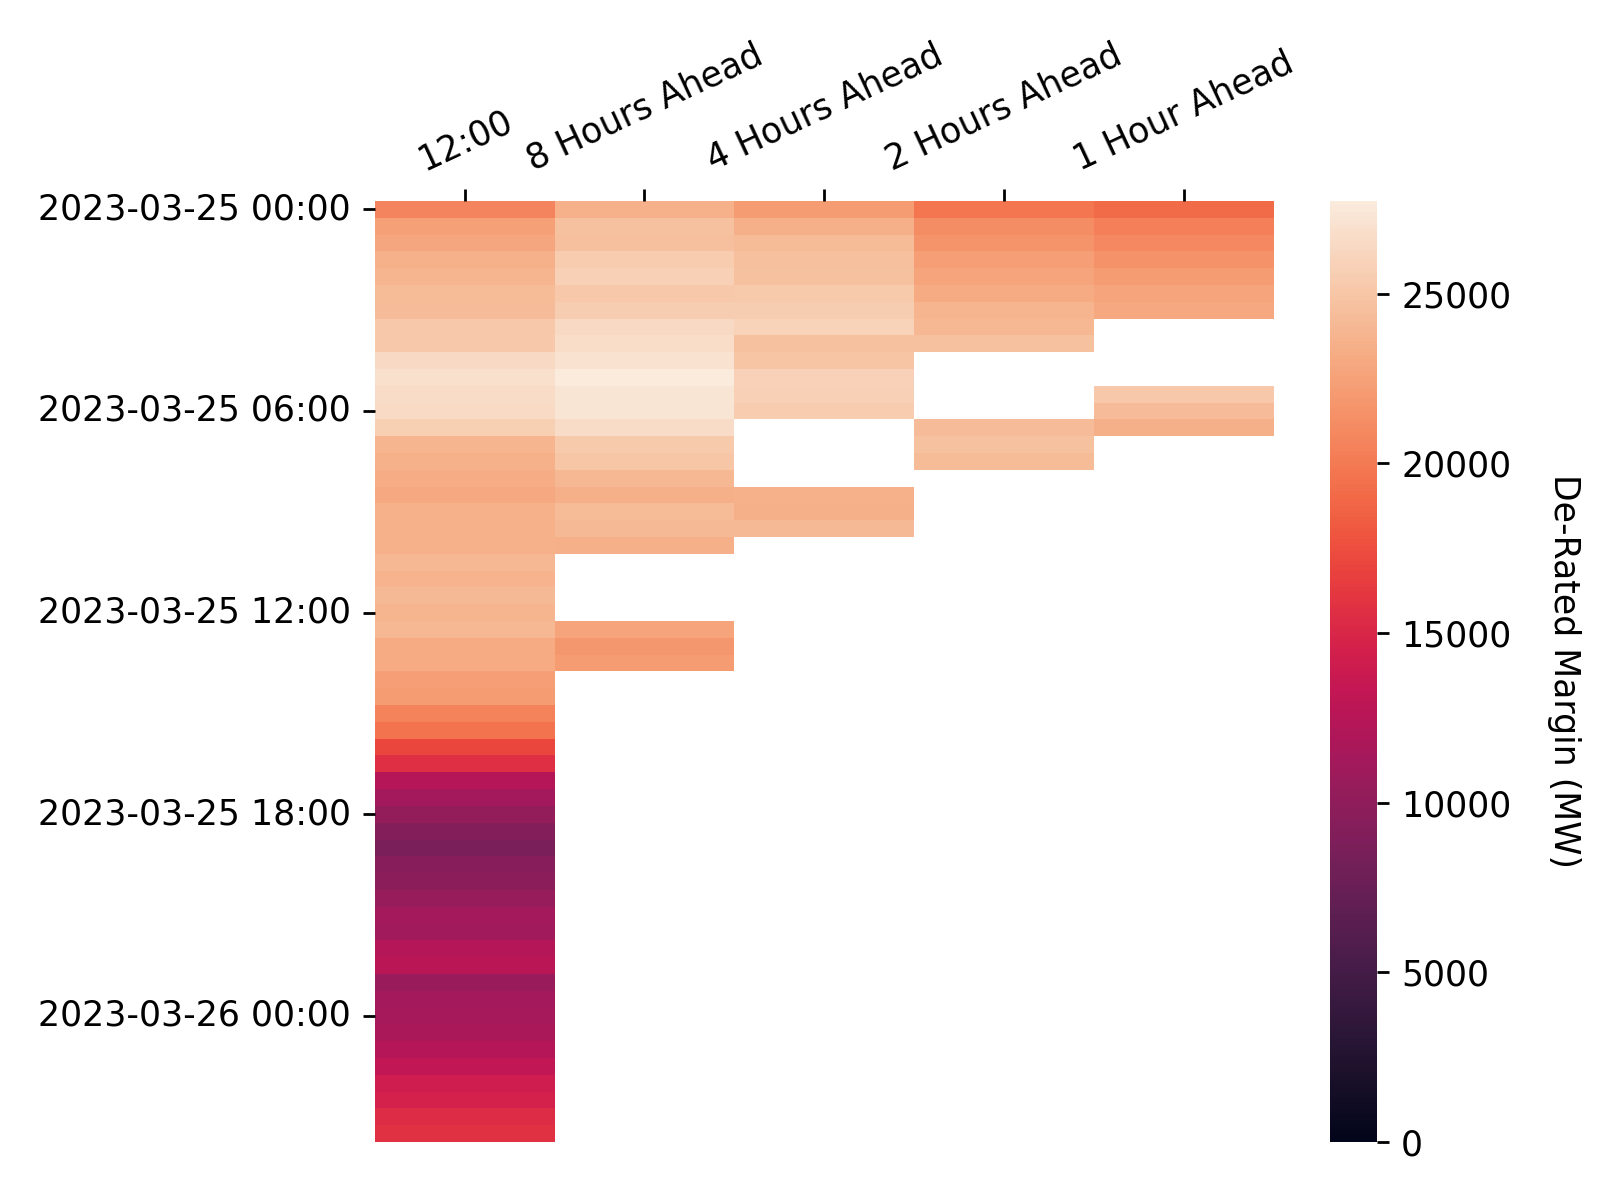 12:00
8 Hours Ahead
4 Hours Ahead
2 Hours Ahead
1 Hour Ahead
2023-03-25 00:00
2023-03-25 06:00
2023-03-25 12:00
2023-03-25 18:00
2023-03-26 00:00
25000
20000
15000
10000
5000
0
De-Rated Margin (MW)